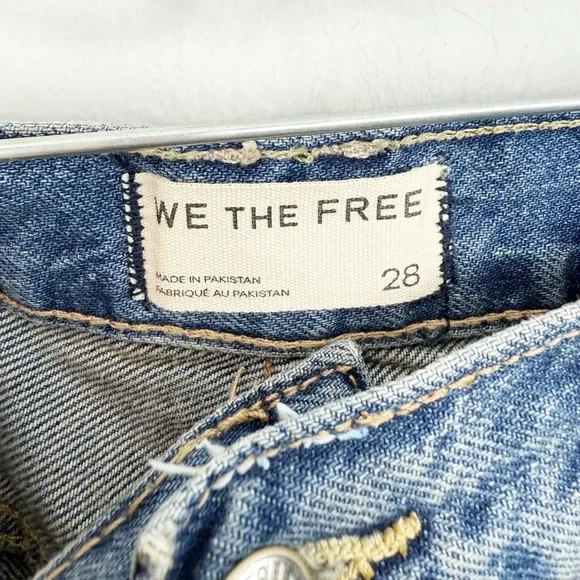 WE THE FREE
MADE IN PAKISTAN
FABRIQUÉ AU PAKISTAN
28